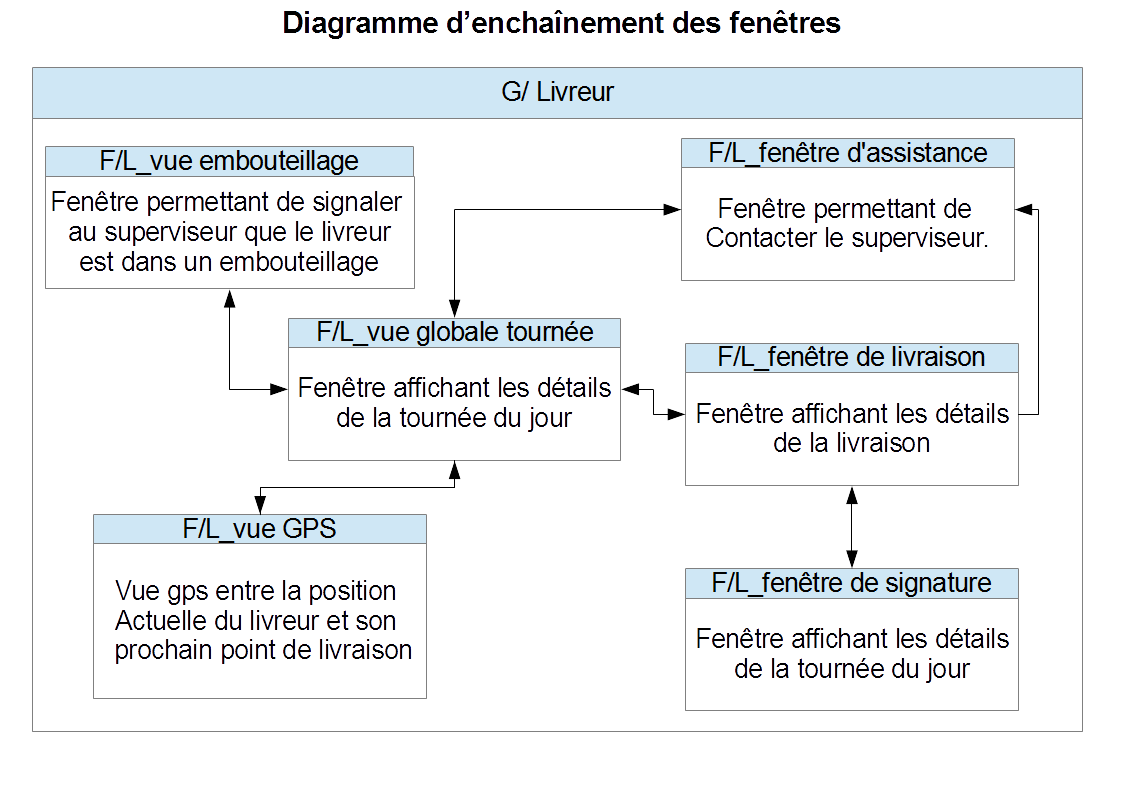 Diagramme d’enchaînement des fenêtres
G/ Livreur
F/L_vue embouteillage
Fenêtre permettant de signaler
au superviseur que le livreur
est dans un embouteillage
F/L_fenêtre d'assistance
Fenêtre permettant de
Contacter le superviseur.
F/L_vue globale tournée
Fenêtre affichant les détails
de la tournée du jour
F/L_fenêtre de livraison
Fenêtre affichant les détails
de la livraison
F/L_vue GPS
Vue gps entre la position
Actuelle du livreur et son
prochain point de livraison
F/L_fenêtre de signature
Fenêtre affichant les détails
de la tournée du jour